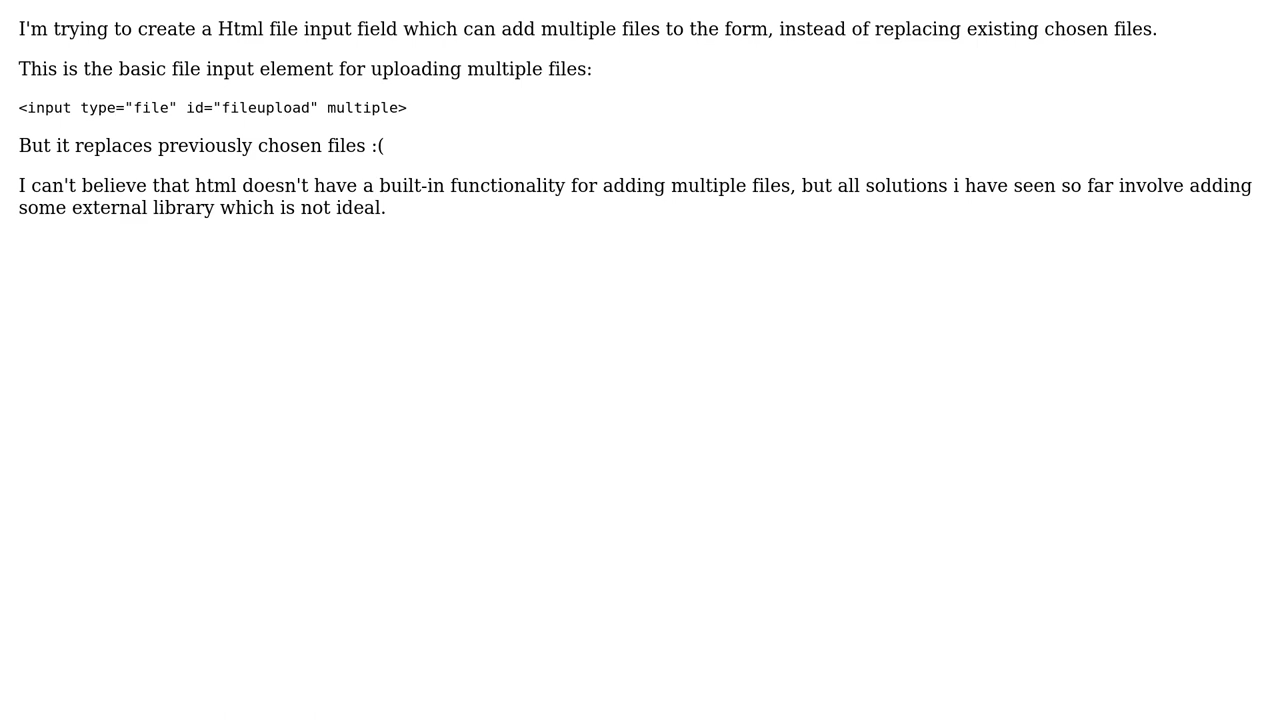 I'm trying to create a Html file input field which can add multiple files to the form, instead of replacing existing chosen files.
This is the basic file input element for uploading multiple files:
<input type="file" id="fileupload" multiple>
But it replaces previously chosen files :(
I can't believe that html doesn't have a built-in functionality for adding multiple files, but all solutions i have seen so far involve adding
some external library which is not ideal.